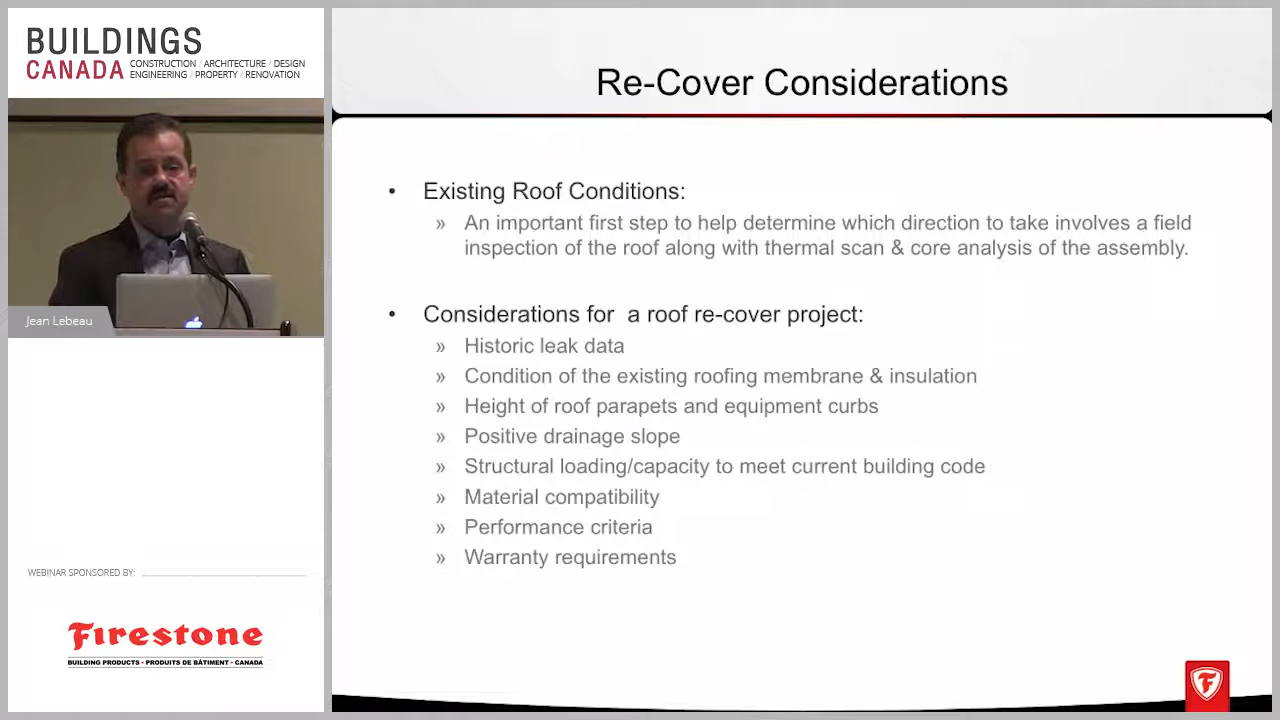 BUILDINGS
CANADA
CONSTRUCTION / ARCHITECTURE / DESIGN
ENGINEERING / PROPERTY / RENOVATION
Jean Lebeau
WEBINAR SPONSORED BY:
Firestone
BUILDING PRODUCTS • PRODUITS DE BÂTIMENT • CANADA
Re-Cover Considerations
• Existing Roof Conditions:
» An important first step to help determine which direction to take involves a field
inspection of the roof along with thermal scan & core analysis of the assembly.
• Considerations for a roof re-cover project:
» Historic leak data
» Condition of the existing roofing membrane & insulation
» Height of roof parapets and equipment curbs
» Positive drainage slope
» Structural loading/capacity to meet current building code
» Material compatibility
» Performance criteria
» Warranty requirements
F